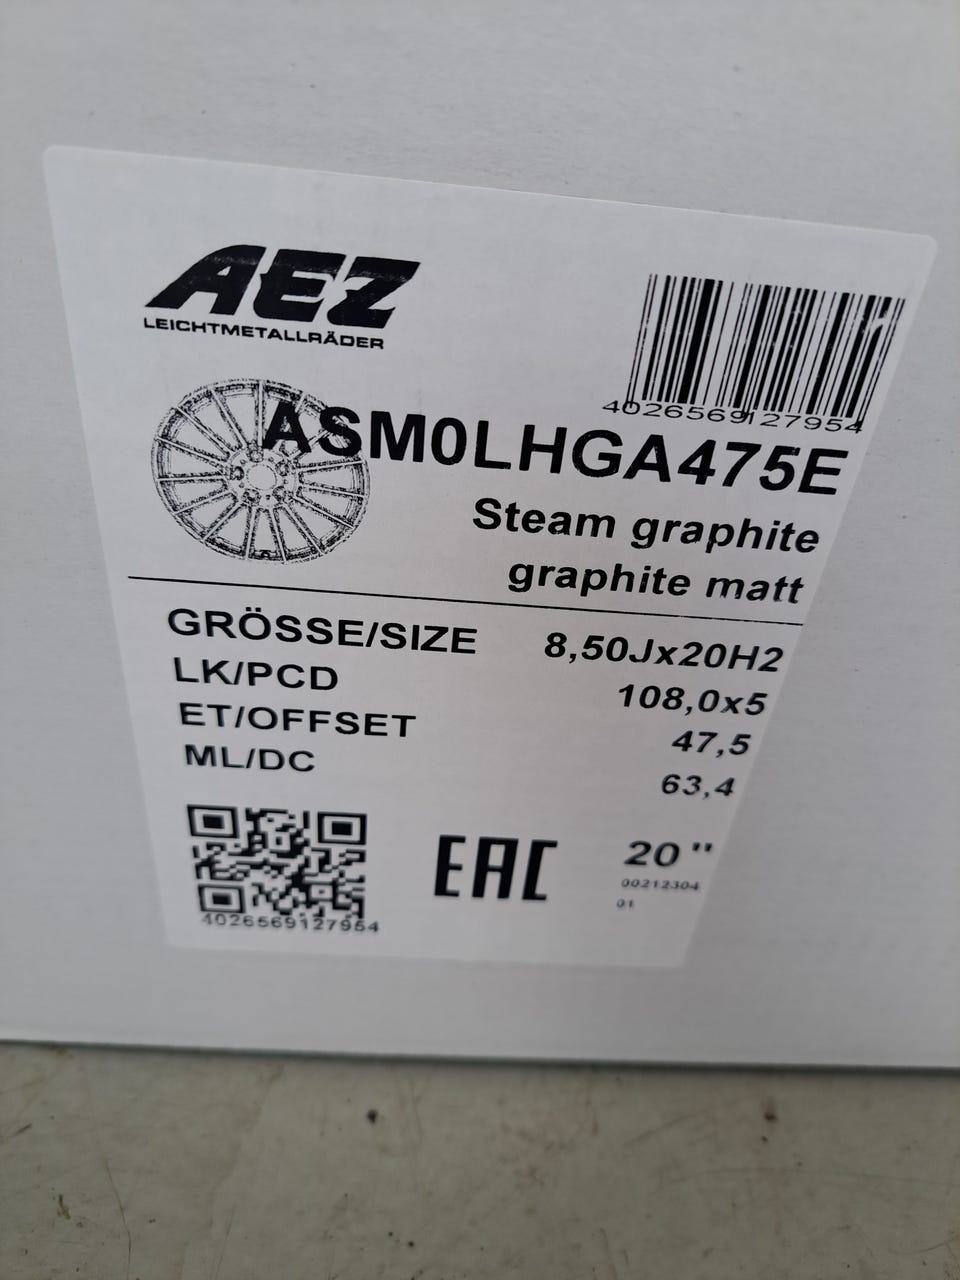 AEZ
LEICHTMETALLRÄDER
4026569127954
ASM0LHGA475E
Steam graphite
graphite matt
GRÖSSE/SIZE 8,50Jx20H2
LK/PCD 108,0x5
ET/OFFSET 47,5
ML/DC 63,4
4026569127954
EAC
20"
00212304
01